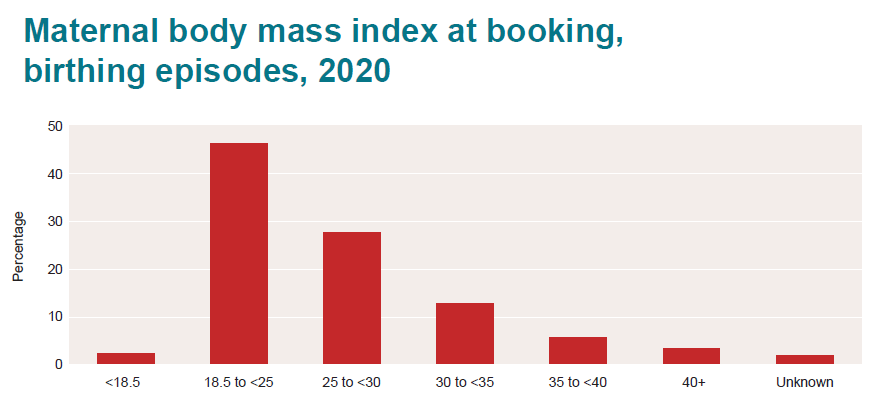 Maternal body mass index at booking,
birthing episodes, 2020
50
40
30
20
10
0
Percentage
<18.5
18.5 to <25
25 to <30
30 to <35
35 to <40
40+
Unknown